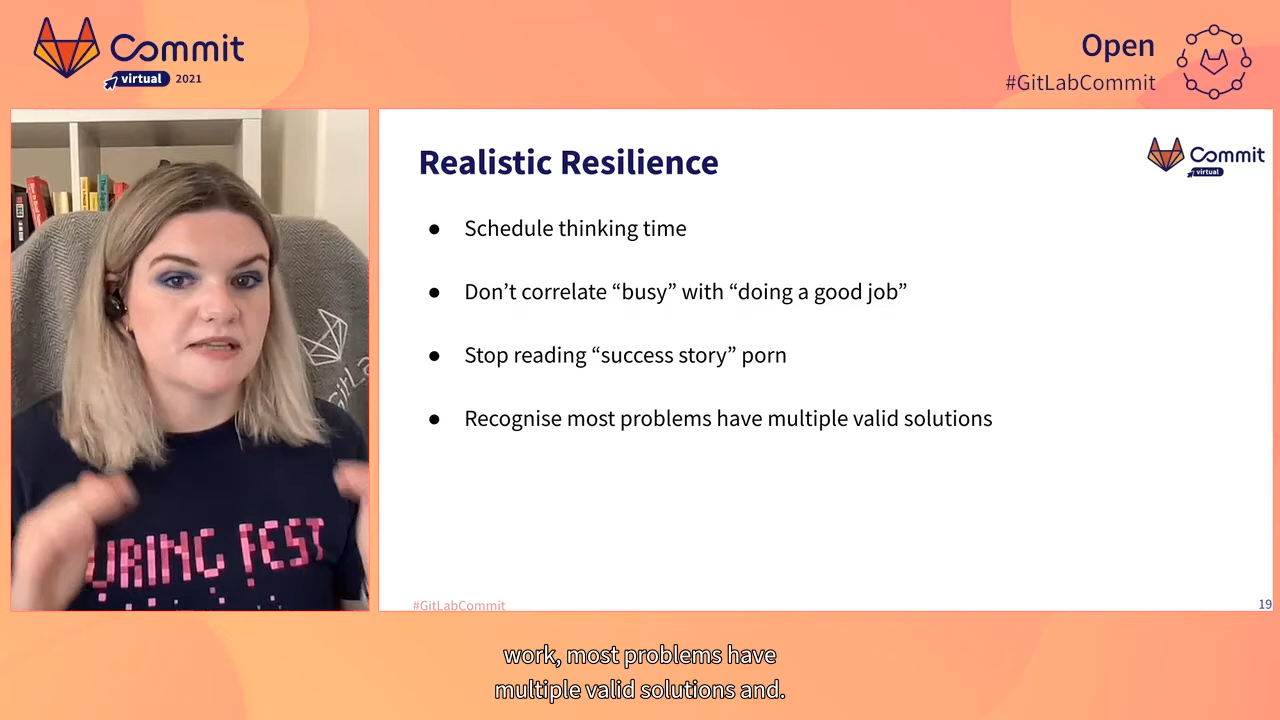 Commit
virtual 2021
Open
#GitLabCommit
Realistic Resilience
Commit
virtual
● Schedule thinking time
● Don’t correlate “busy” with “doing a good job”
● Stop reading “success story” porn
● Recognise most problems have multiple valid solutions
URING FEST
#GitLabCommit
19
work, most problems have
multiple valid solutions and.